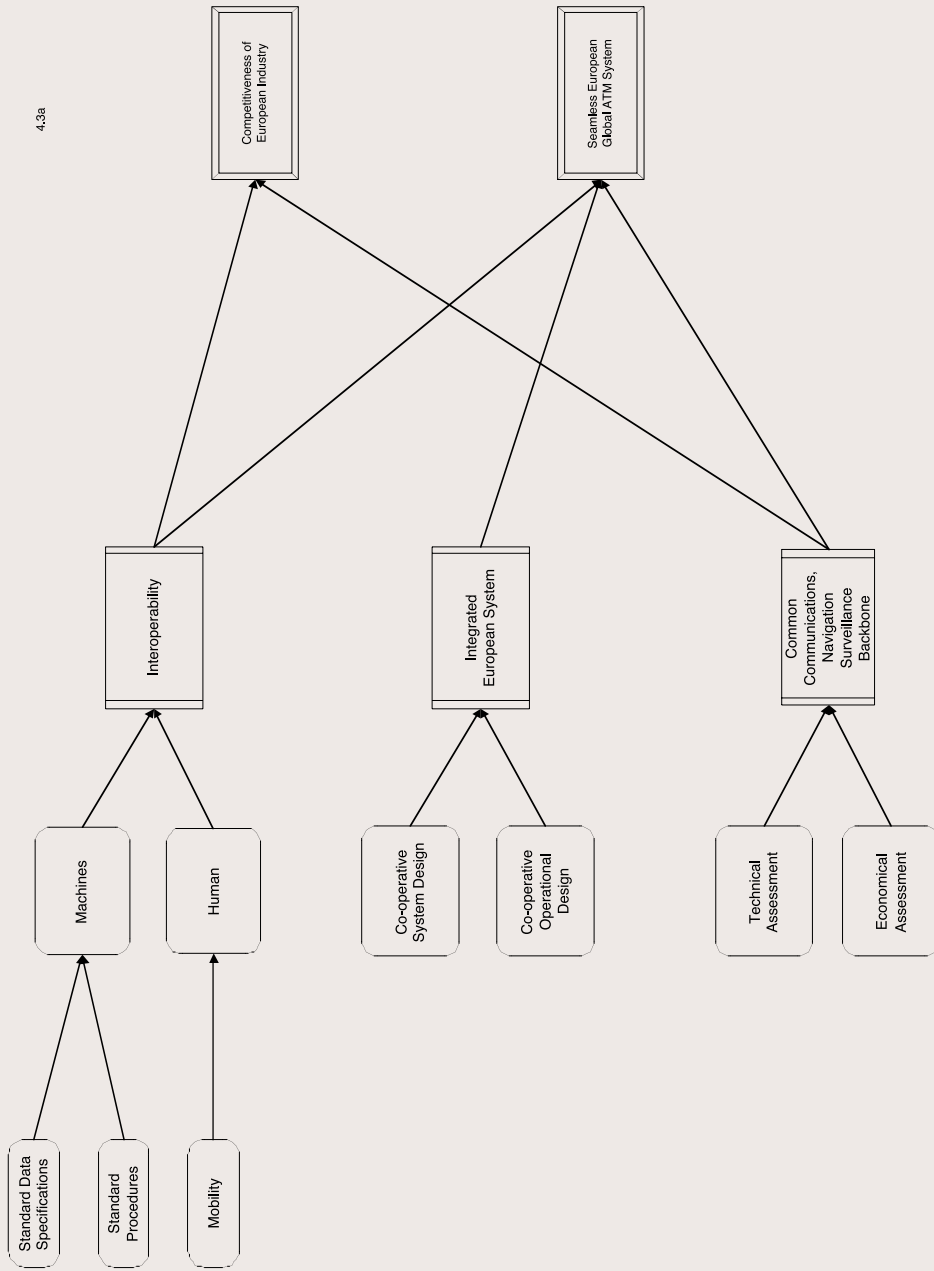 4.3a
Competitiveness of
European Industry
Seamless European
Global ATM System
Interoperability
Integrated
European System
Common
Communications,
Navigation
Surveillance
Backbone
Machines
Human
Co-operative
System Design
Co-operative
Operational
Design
Technical
Assessment
Economical
Assessment
Standard Data
Specifications
Standard
Procedures
Mobility